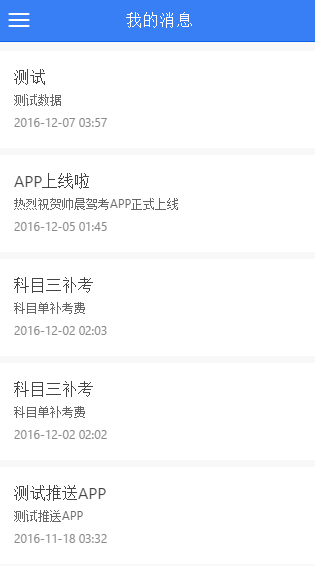 我的消息
测试
测试数据
2016-12-07 03:57
APP上线啦
热烈祝贺帅晨驾考APP正式上线
2016-12-05 01:45
科目三补考
科目单补考费
2016-12-02 02:03
科目三补考
科目单补考费
2016-12-02 02:02
测试推送APP
测试推送APP
2016-11-18 03:32